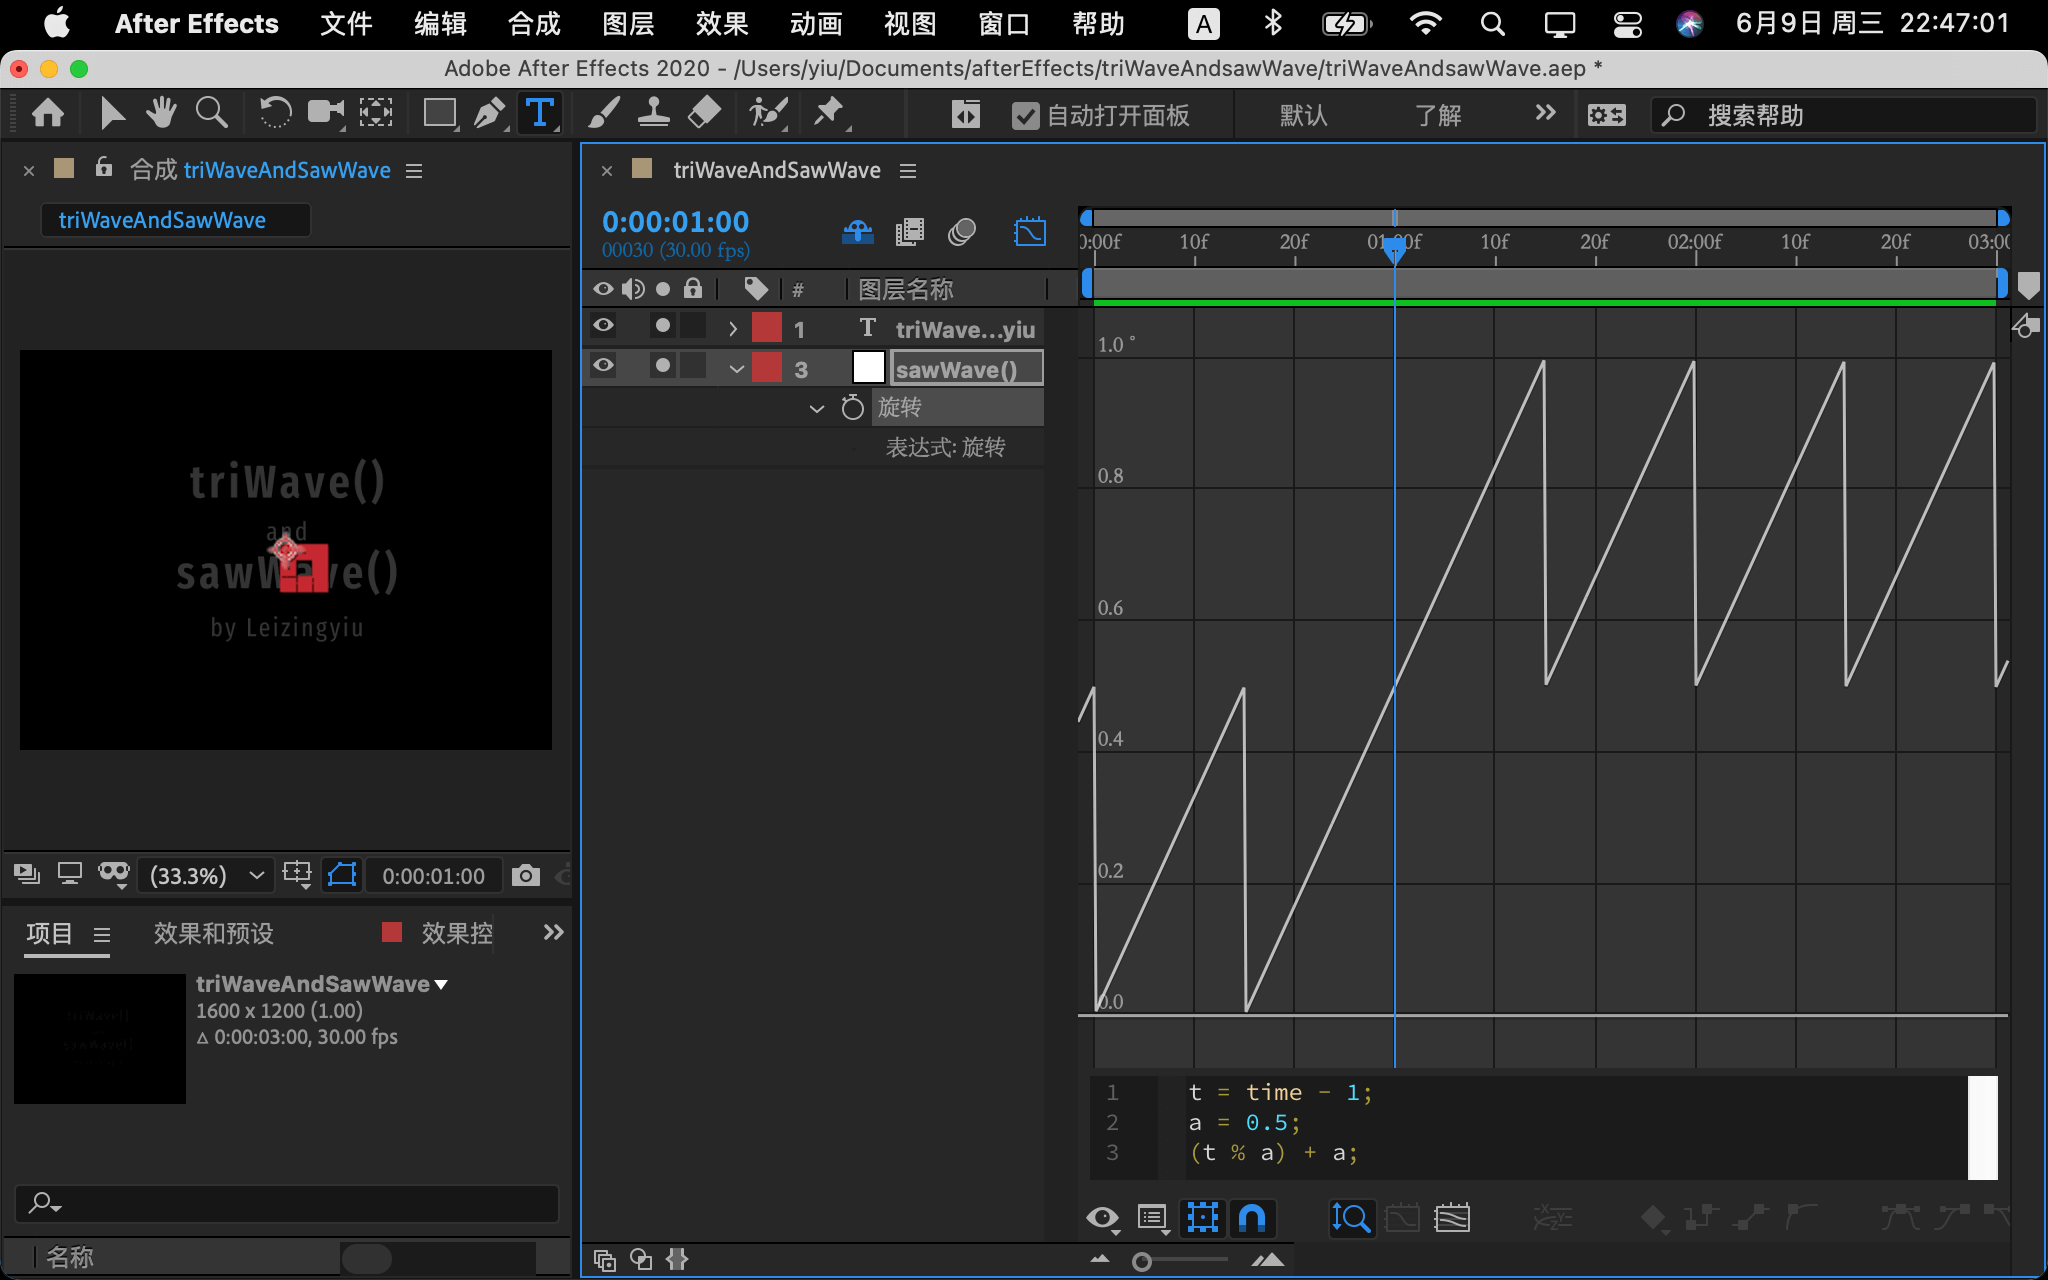 After Effects 文件 编辑 合成 图层 效果 动画 视图 窗口 帮助 A 6月9日 周三 22:47:01
Adobe After Effects 2020 - /Users/yiu/Documents/afterEffects/triWaveAndsawWave/triWaveAndsawWave.aep *
T 自动打开面板 默认 了解 搜索帮助
合成 triWaveAndSawWave
triWaveAndSawWave
triWave()
and
by Leizingyiu
(33.3%) 0:00:01:00
项目 效果和预设 效果控
triWaveAndSawWave
1600 x 1200 (1.00)
Δ 0:00:03:00, 30.00 fps
名称
triWaveAndSawWave
0:00:01:00
00030 (30.00 fps)
# 图层名称
1 T triWave...yiu
3 sawWave()
旋转
表达式: 旋转
10f 20f 10f 20f 02:00f 10f 20f
1.0 °
0.8
0.6
0.4
0.2
0.0
1 t = time - 1;
2 a = 0.5;
3 (t % a) + a;